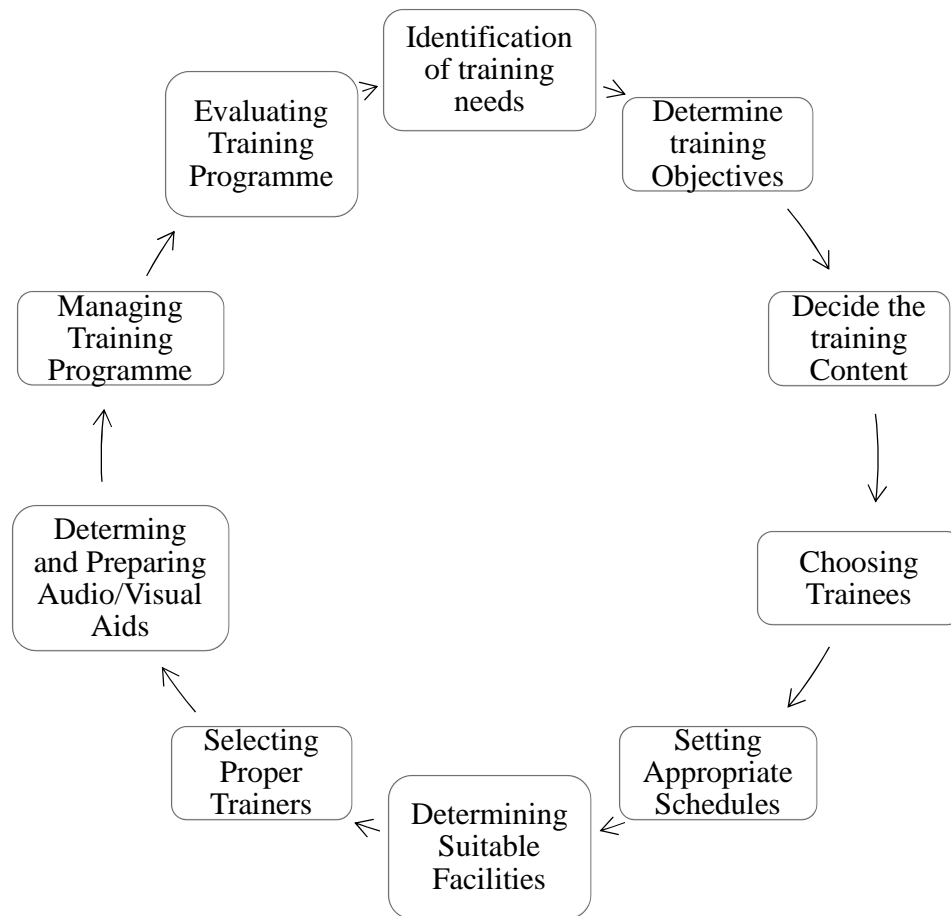 Identification
of training
needs
Determine
training
Objectives
Decide the
training
Content
Choosing
Trainees
Setting
Appropriate
Schedules
Determining
Suitable
Facilities
Selecting
Proper
Trainers
Determing
and Preparing
Audio/Visual
Aids
Managing
Training
Programme
Evaluating
Training
Programme